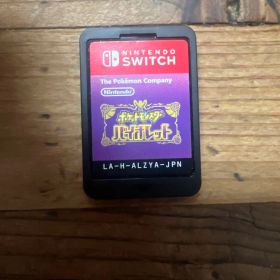 NINTENDO
SWITCH
The Pokémon Company
Nintendo
ポケットモンスター
バイオレット
LA-H-ALZYA-JPN